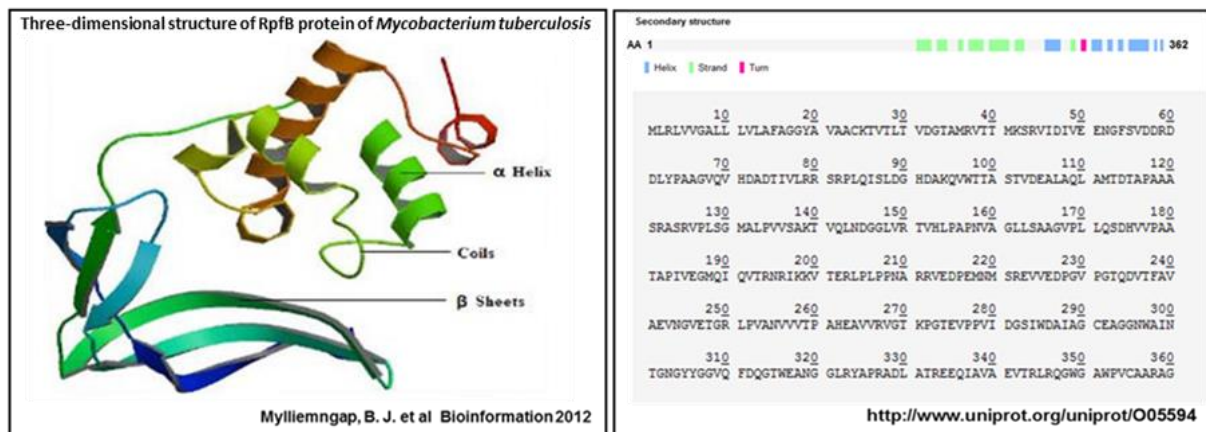 Three-dimensional structure of RpfB protein of Mycobacterium tuberculosis
α Helix
Coils
β Sheets
Mylliemngap, B. J. et al Bioinformation 2012
Secondary structure
AA 1 362
Helix Strand Turn
10 20 30 40 50 60
MLRLVVGALL LVLAFAGGYA VAACKTVTLT VDGTAMRVTT MKSRVIDIVE ENGFSVDDRD
70 80 90 100 110 120
DLYPAAGVQV HDADTIVLRR SRPLQISLDG HDAKQVWTTA STVDEALAQL AMTDTAPAAA
130 140 150 160 170 180
SRASRVPLSG MALPVVSAKT VQLNDGGLVR TVHLPAPNVA GLLSAAGVPL LQSDHVVPAA
190 200 210 220 230 240
TAPIVEGMQI QVTRNRIKKV TERLPLPPNA RRVEDPEMNM SREVVEDPGV PGTQDVTFAV
250 260 270 280 290 300
AEVNGVETGR LPVANVVVTP AHEAVVRVGT KPGTEVPPVI DGSIWDAIAG CEAGGNWAIN
310 320 330 340 350 360
TGNGYYGGVQ FDQGTWEANG GLRYAPRADL ATREEQIAVA EVTRLRQGWG AWPVCAARAG
http://www.uniprot.org/uniprot/O05594